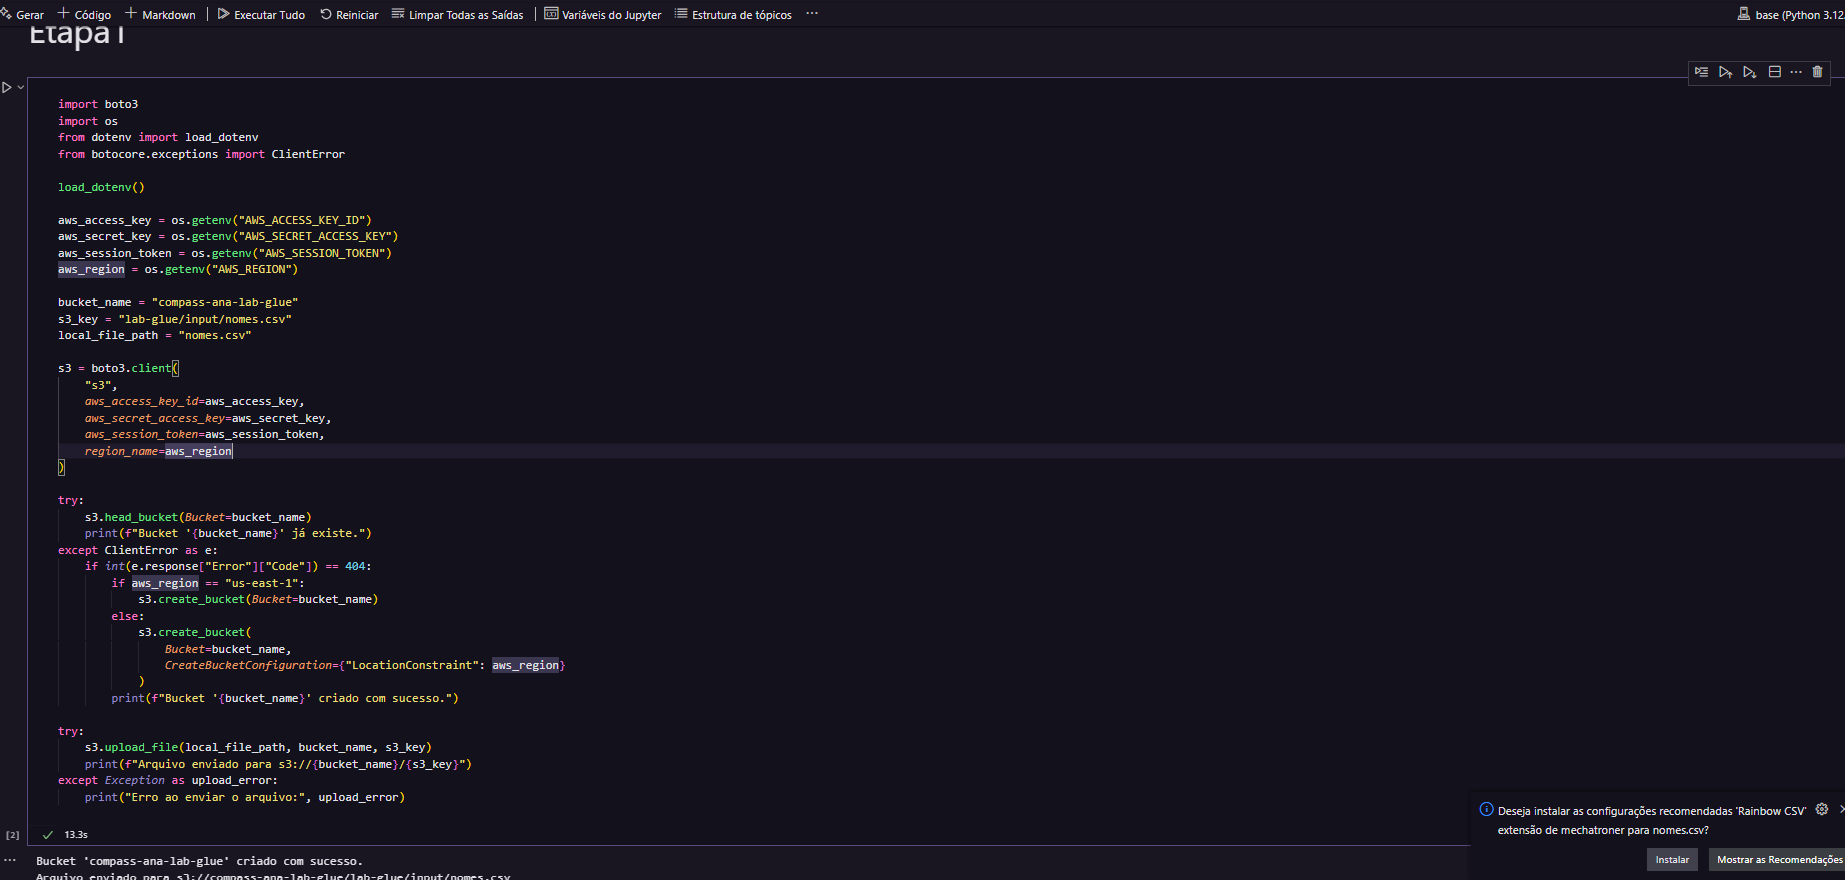 Gerar + Código + Markdown Executar Tudo Reiniciar Limpar Todas as Saídas Variáveis do Jupyter Estrutura de tópicos ... base (Python 3.12.
Etapa1
import boto3
import os
from dotenv import load_dotenv
from botocore.exceptions import ClientError
load_dotenv()
aws_access_key = os.getenv("AWS_ACCESS_KEY_ID")
aws_secret_key = os.getenv("AWS_SECRET_ACCESS_KEY")
aws_session_token = os.getenv("AWS_SESSION_TOKEN")
aws_region = os.getenv("AWS_REGION")
bucket_name = "compass-ana-lab-glue"
s3_key = "lab-glue/input/nomes.csv"
local_file_path = "nomes.csv"
s3 = boto3.client(
"s3",
aws_access_key_id=aws_access_key,
aws_secret_access_key=aws_secret_key,
aws_session_token=aws_session_token,
region_name=aws_region
)
try:
s3.head_bucket(Bucket=bucket_name)
print(f"Bucket '{bucket_name}' já existe.")
except ClientError as e:
if int(e.response["Error"]["Code"]) == 404:
if aws_region == "us-east-1":
s3.create_bucket(Bucket=bucket_name)
else:
s3.create_bucket(
Bucket=bucket_name,
CreateBucketConfiguration={"LocationConstraint": aws_region}
)
print(f"Bucket '{bucket_name}' criado com sucesso.")
try:
s3.upload_file(local_file_path, bucket_name, s3_key)
print(f"Arquivo enviado para s3://{bucket_name}/{s3_key}")
except Exception as upload_error:
print("Erro ao enviar o arquivo:", upload_error)
[2] 13.3s
Bucket 'compass-ana-lab-glue' criado com sucesso.
Arquivo enviado para s3://compass-ana-lab-glue/lab-glue/input/nomes.csv
Deseja instalar as configurações recomendadas 'Rainbow CSV'
extensão de mechatroner para nomes.csv?
Instalar Mostrar as Recomendações